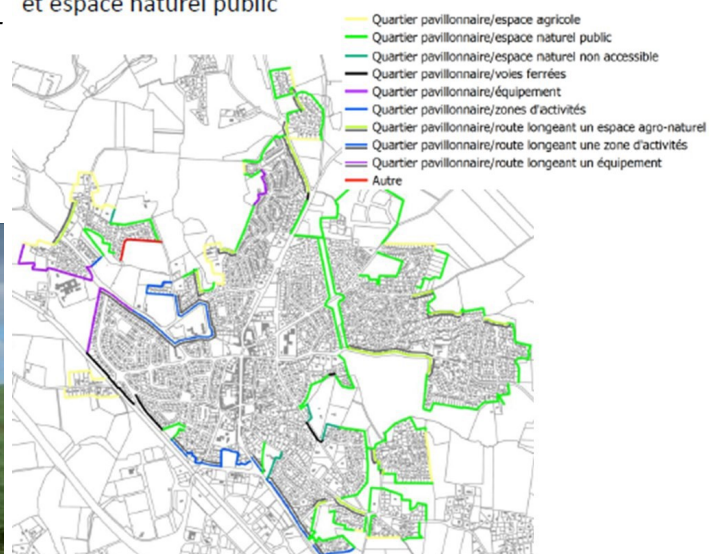 et espace naturel public
Quartier pavillonnaire/espace agricole
Quartier pavillonnaire/espace naturel public
Quartier pavillonnaire/espace naturel non accessible
Quartier pavillonnaire/voies ferrées
Quartier pavillonnaire/équipement
Quartier pavillonnaire/zones d'activités
Quartier pavillonnaire/route longeant un espace agro-naturel
Quartier pavillonnaire/route longeant une zone d'activités
Quartier pavillonnaire/route longeant un équipement
Autre